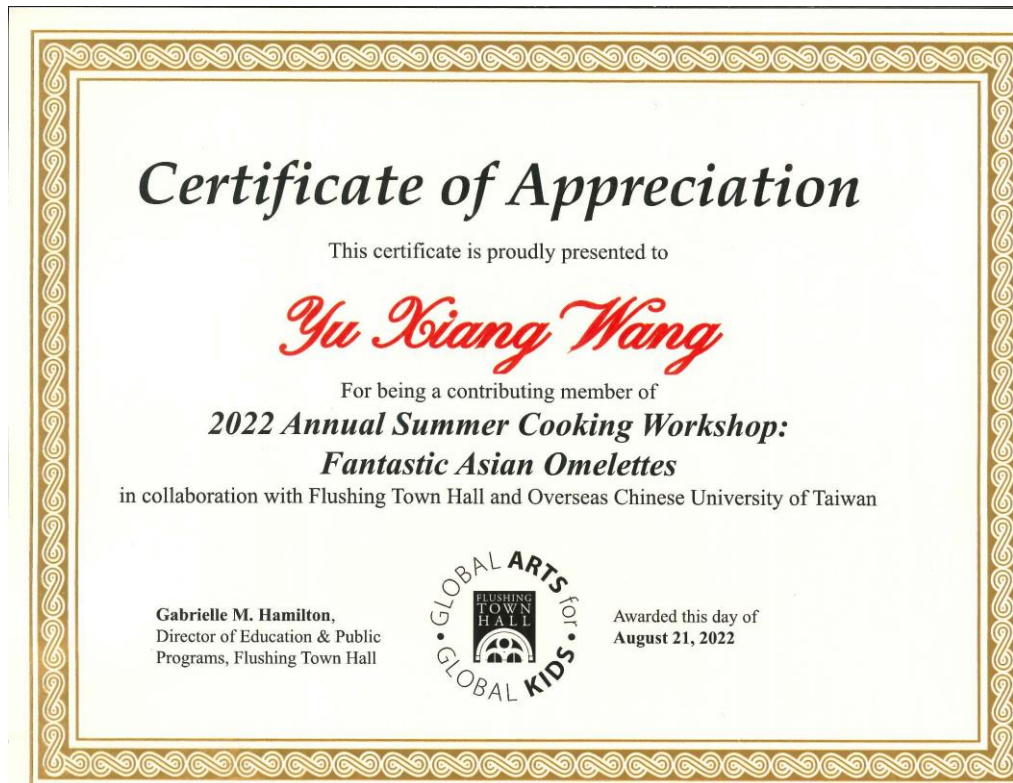 Certificate of Appreciation
This certificate is proudly presented to
Yu Xiang Wang
For being a contributing member of
2022 Annual Summer Cooking Workshop:
Fantastic Asian Omelettes
in collaboration with Flushing Town Hall and Overseas Chinese University of Taiwan
Gabrielle M. Hamilton,
Director of Education & Public
Programs, Flushing Town Hall
GLOBAL ARTS for
GLOBAL KIDS
FLUSHING
TOWN
HALL
Awarded this day of
August 21, 2022